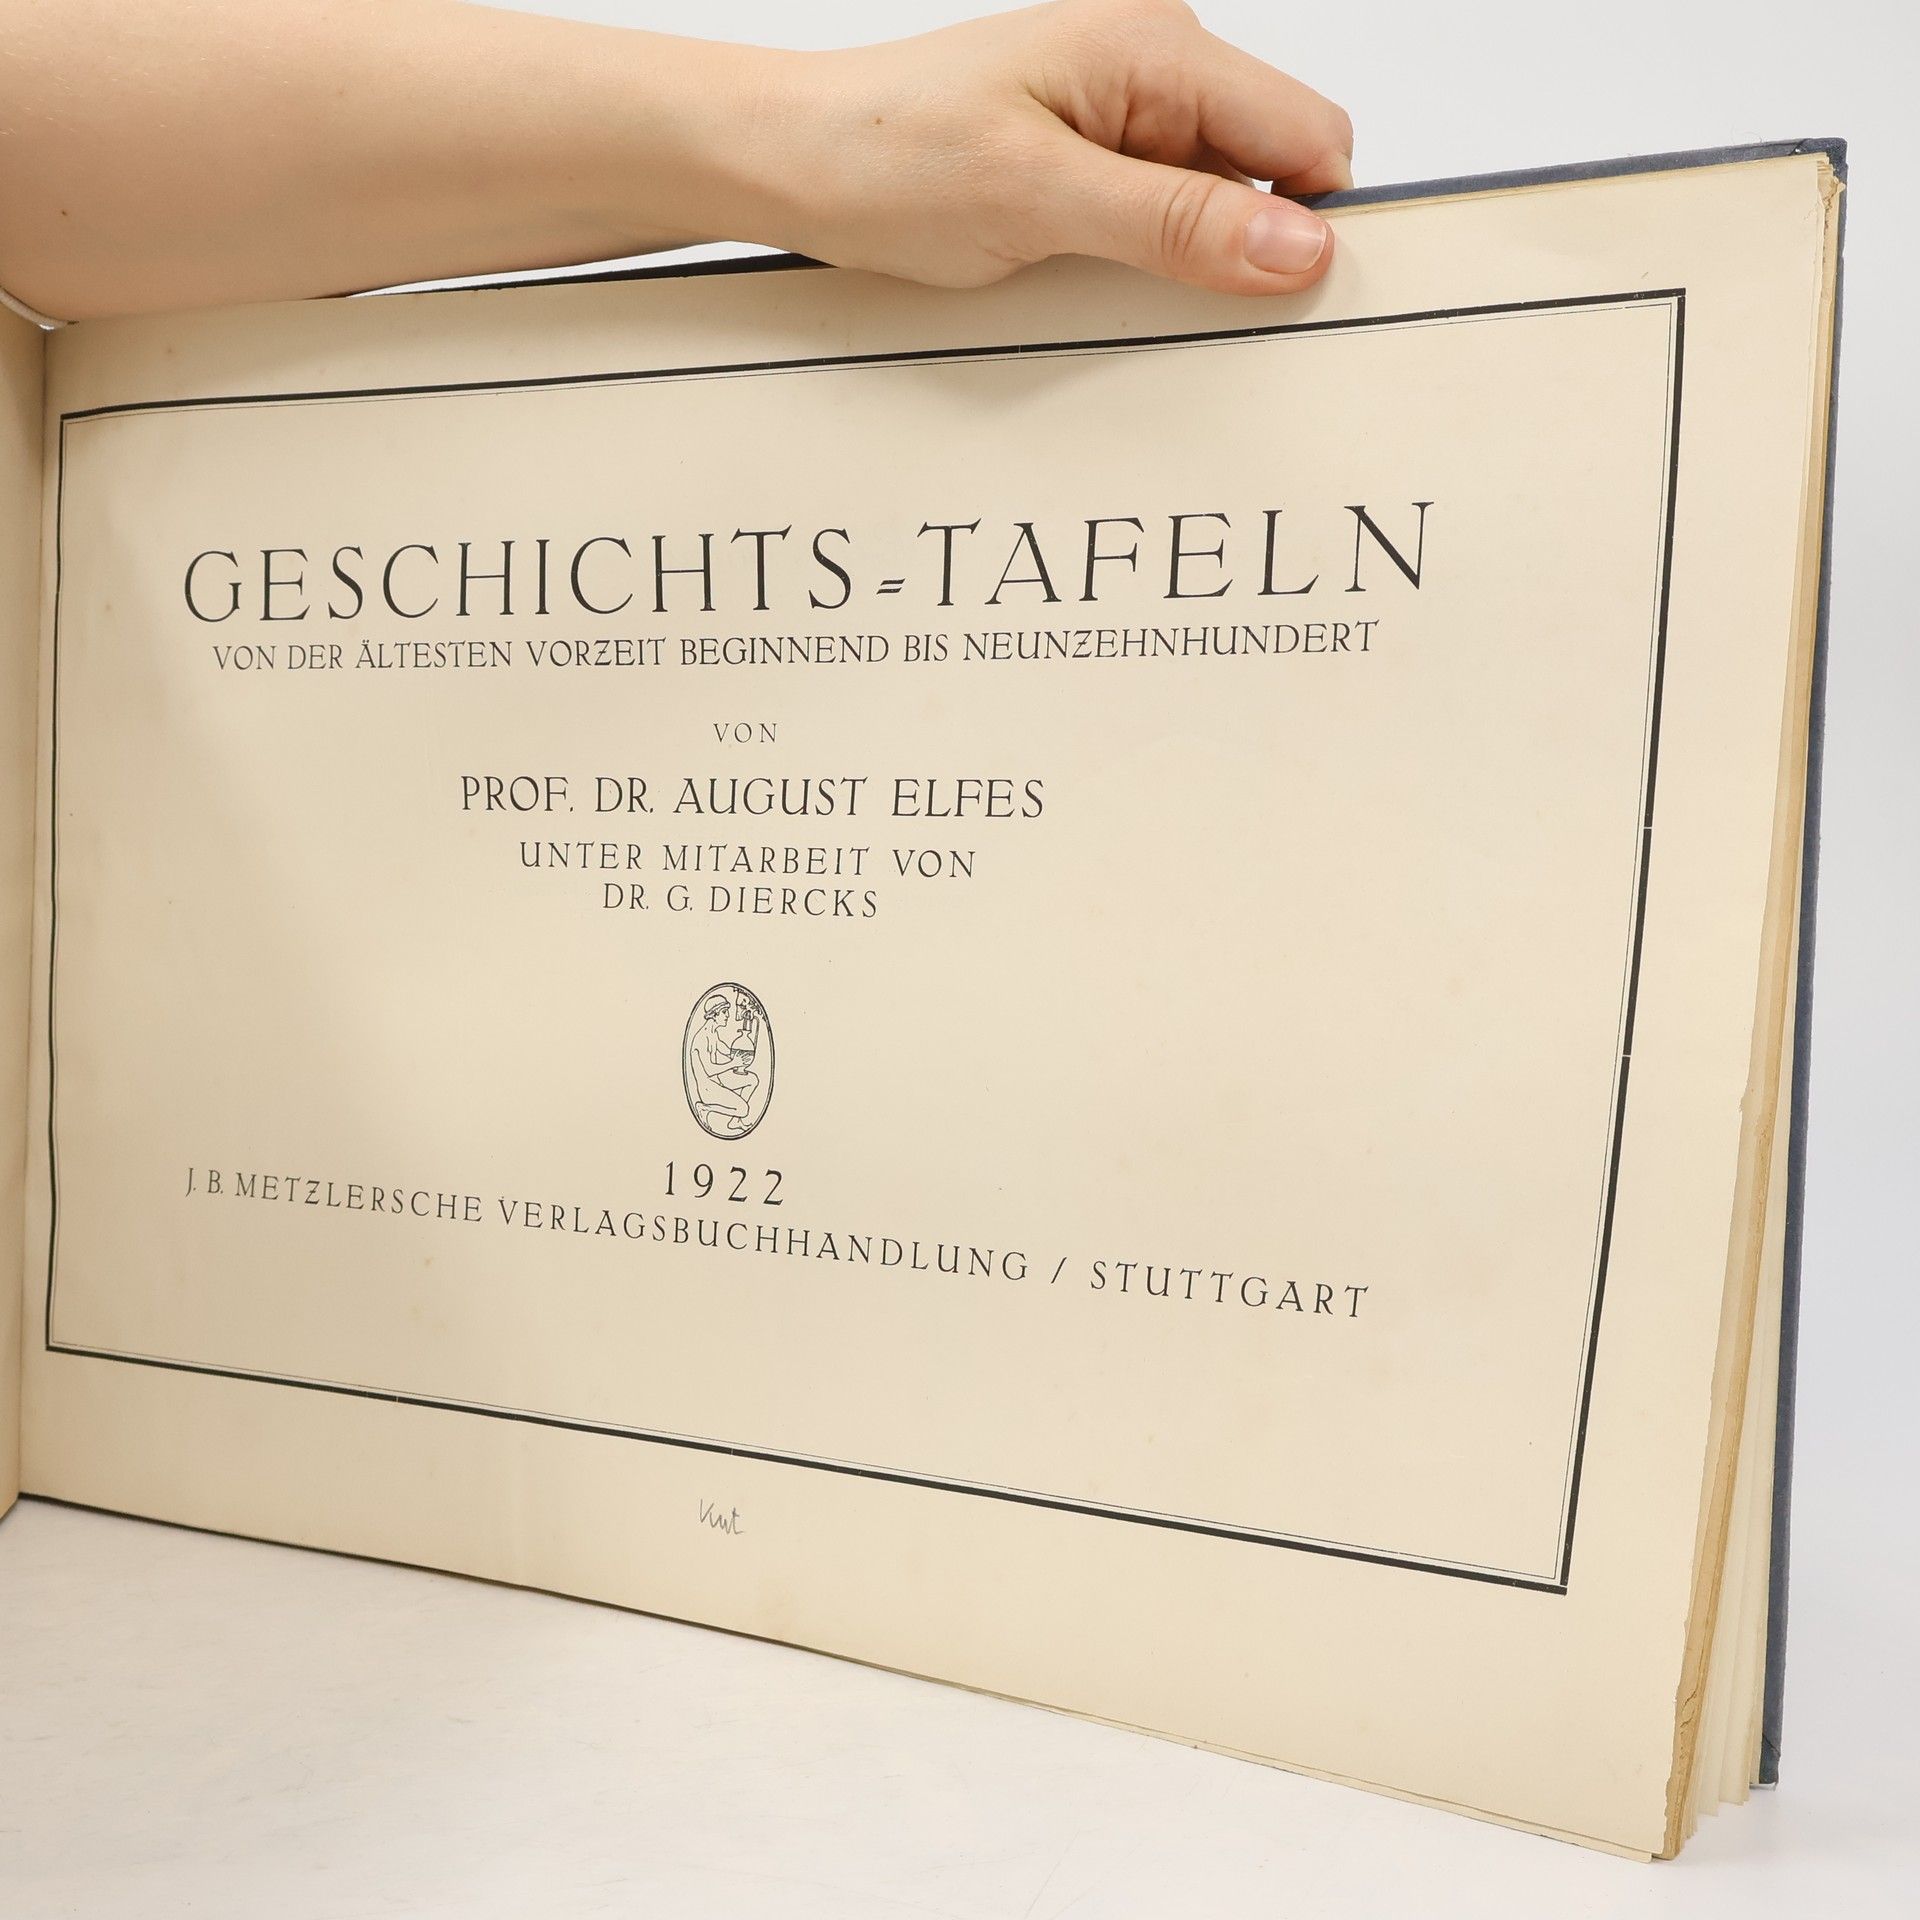 GESCHICHTS=TAFELN
VON DER ÄLTESTEN VORZEIT BEGINNEND BIS NEUNZEHNHUNDERT
VON
PROF. DR. AUGUST ELFES
UNTER MITARBEIT VON
DR. G. DIERCKS
1922
J. B. METZLERSCHE VERLAGSBUCHHANDLUNG / STUTTGART